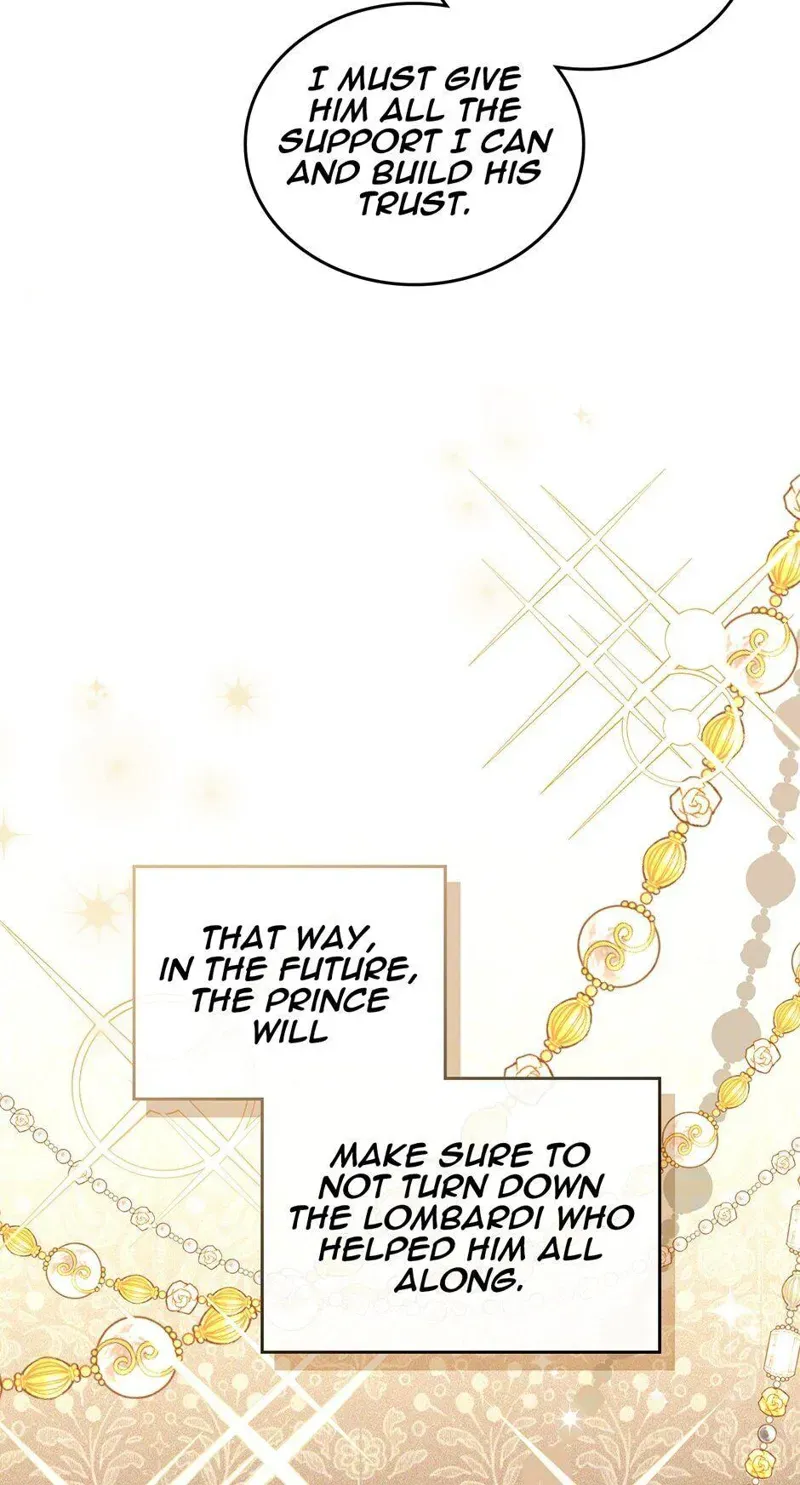 I MUST GIVE
HIM ALL THE
SUPPORT I CAN
AND BUILD HIS
TRUST.
THAT WAY,
IN THE FUTURE,
THE PRINCE
WILL
MAKE SURE TO
NOT TURN DOWN
THE LOMBARDI WHO
HELPED HIM ALL
ALONG.